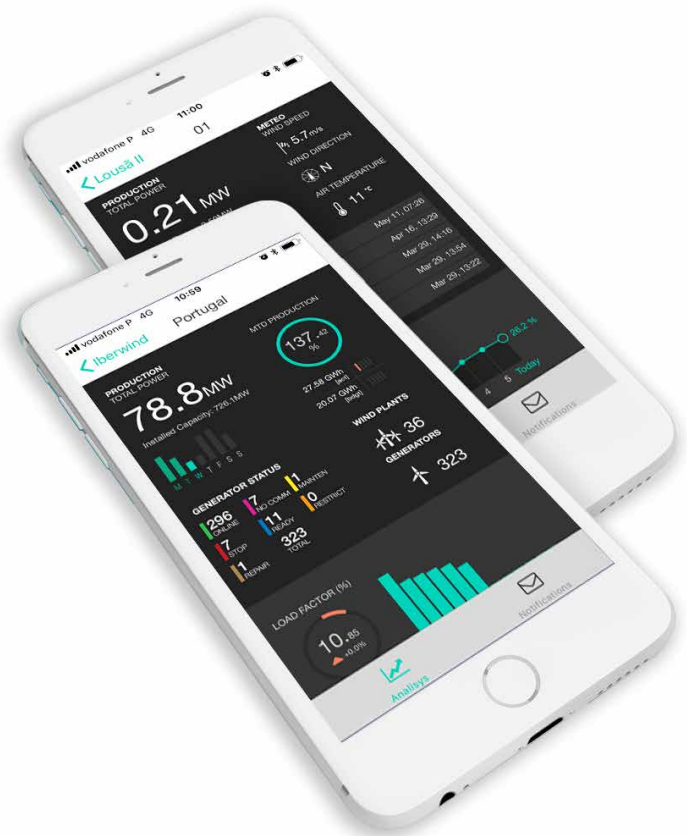 vodafone P 4G 11:00
Lousã II 01
PRODUCTION
TOTAL POWER
0.21 MW
METEO
WIND SPEED
5.7 m/s
WIND DIRECTION
N
AIR TEMPERATURE
11 °C
May 11, 07:26
Apr 16, 13:29
Mar 29, 14:16
Mar 29, 13:54
Mar 29, 13:22
26.2 %
4 5 Today
Notifications
vodafone P 4G 10:59
Iberwind Portugal
PRODUCTION
TOTAL POWER
78.8 MW
Installed Capacity: 726.1MW
M T W T F S S
MTD PRODUCTION
137.42
%
27.58 GWh
[act]
20.07 GWh
[bdgt]
GENERATOR STATUS
296
ONLINE
7
NO COMM
1
MAINTEN
7
STOP
11
READY
0
RESTRICT
1
REPAIR
323
TOTAL
WIND PLANTS
36
GENERATORS
323
LOAD FACTOR (%)
10.85
+0.0%
Analisys
Notifications